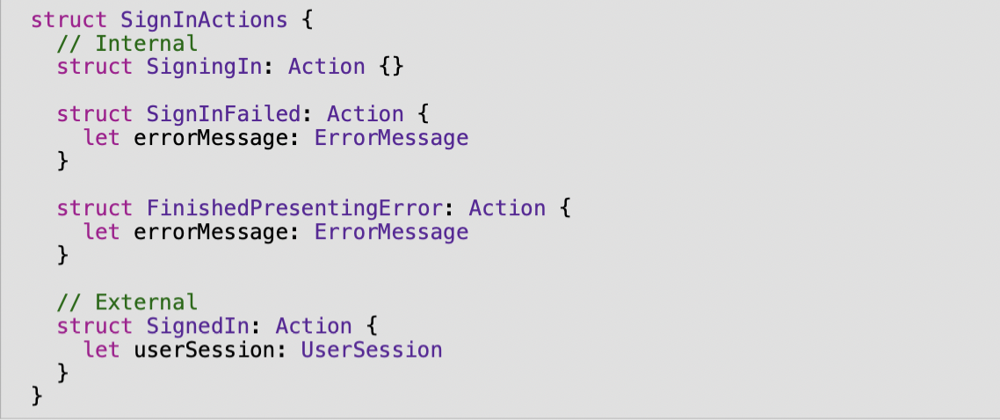 struct SignInActions {
  // Internal
  struct SigningIn: Action {}

  struct SignInFailed: Action {
    let errorMessage: ErrorMessage
  }

  struct FinishedPresentingError: Action {
    let errorMessage: ErrorMessage
  }

  // External
  struct SignedIn: Action {
    let userSession: UserSession
  }
}